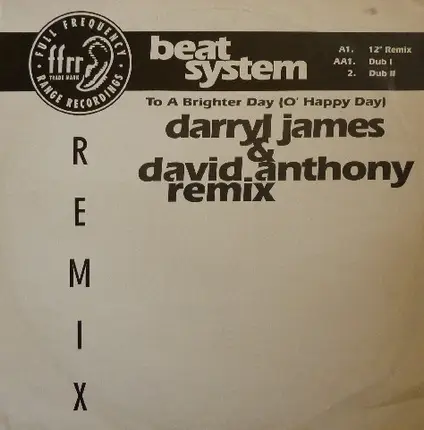 FULL FREQUENCY
ffrr
TRADE MARK
RANGE RECORDINGS
beat
system
A1. 12" Remix
AA1. Dub I
2. Dub II
To A Brighter Day (O' Happy Day)
darryl james
&
david anthony
remix
R
E
M
I
X